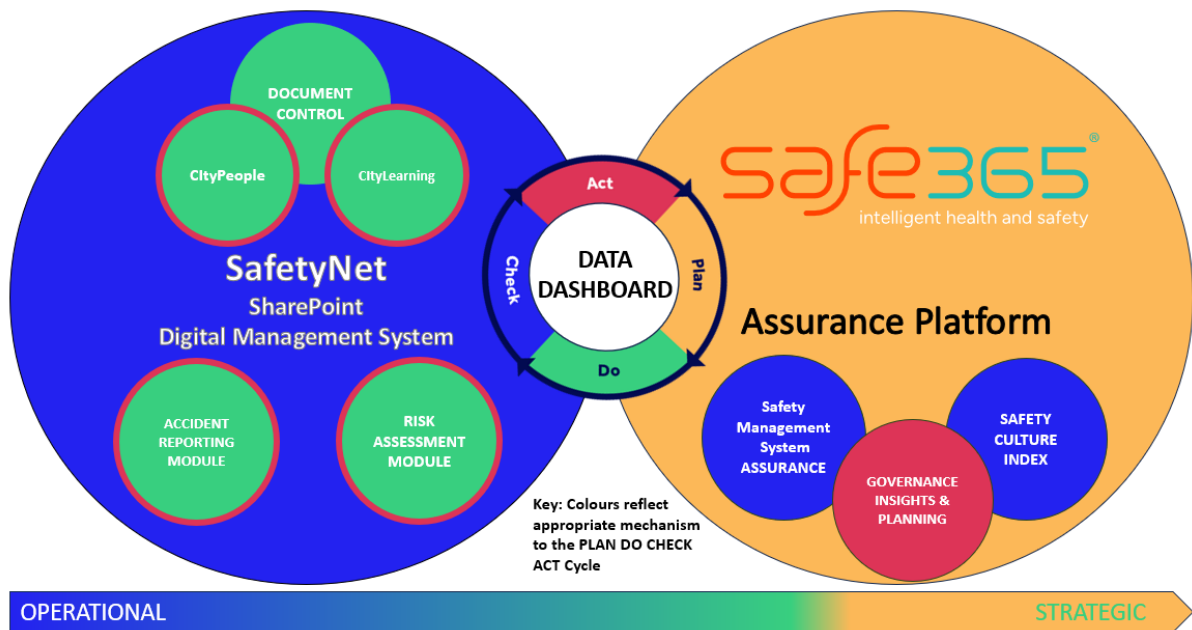 DOCUMENT
CONTROL
CItyPeople
CItyLearning
SafetyNet
SharePoint
Digital Management System
ACCIDENT
REPORTING
MODULE
RISK
ASSESSMENT
MODULE
Act
Plan
Do
Check
DATA
DASHBOARD
safe365®
intelligent health and safety
Assurance Platform
Safety
Management
System
ASSURANCE
GOVERNANCE
INSIGHTS &
PLANNING
SAFETY
CULTURE
INDEX
Key: Colours reflect
appropriate mechanism
to the PLAN DO CHECK
ACT Cycle
OPERATIONAL
STRATEGIC